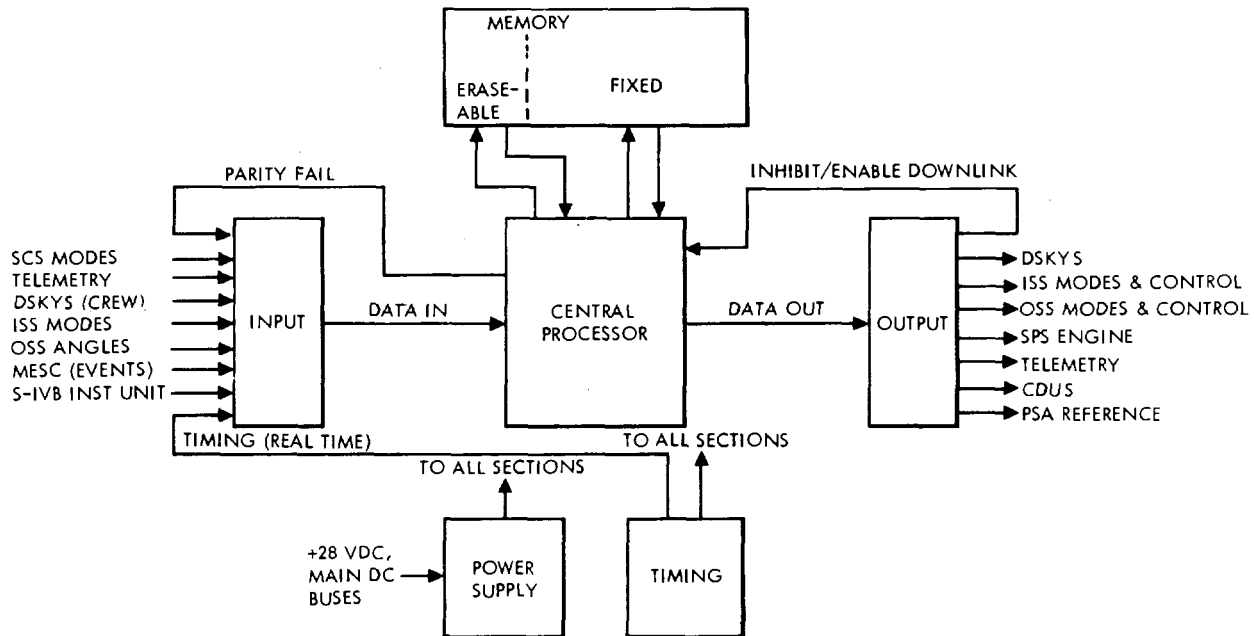 MEMORY
ERASE-
ABLE
FIXED
PARITY FAIL
INHIBIT/ENABLE DOWNLINK
SCS MODES
TELEMETRY
DSKYS (CREW)
ISS MODES
OSS ANGLES
MESC (EVENTS)
S-IVB INST UNIT
INPUT
DATA IN
CENTRAL
PROCESSOR
DATA OUT
OUTPUT
DSKYS
ISS MODES & CONTROL
OSS MODES & CONTROL
SPS ENGINE
TELEMETRY
CDUS
PSA REFERENCE
TIMING (REAL TIME)
TO ALL SECTIONS
TO ALL SECTIONS
+28 VDC,
MAIN DC
BUSES
POWER
SUPPLY
TIMING